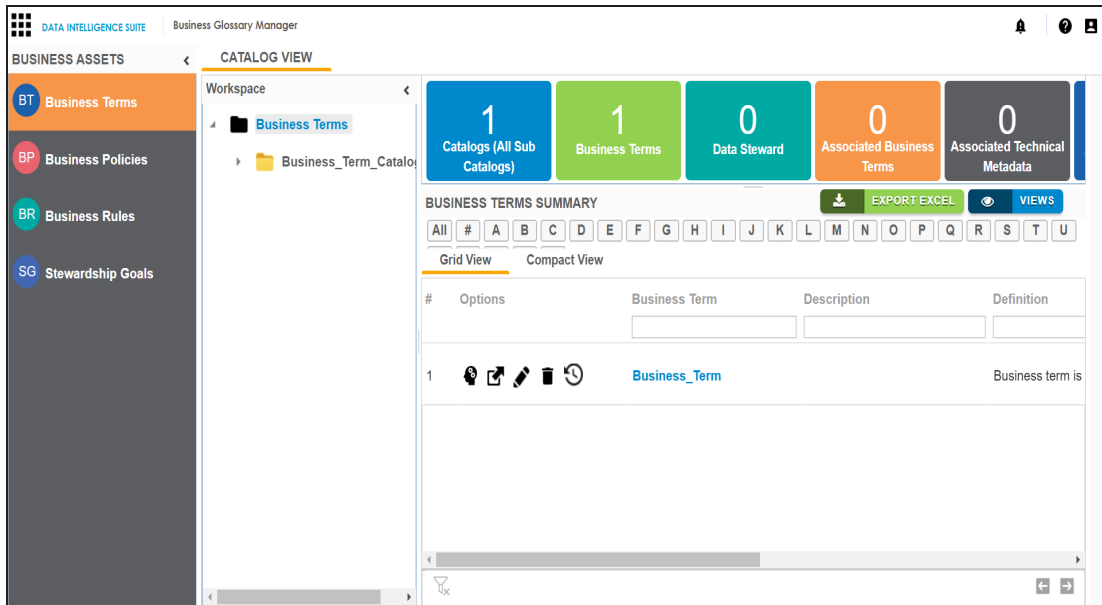 DATA INTELLIGENCE SUITE Business Glossary Manager
BUSINESS ASSETS
CATALOG VIEW
BT Business Terms
BP Business Policies
BR Business Rules
SG Stewardship Goals
Workspace
Business Terms
Business_Term_Catalo
1
Catalogs (All Sub
Catalogs)
1
Business Terms
0
Data Steward
0
Associated Business
Terms
0
Associated Technical
Metadata
BUSINESS TERMS SUMMARY
EXPORT EXCEL
VIEWS
All # A B C D E F G H I J K L M N O P Q R S T U
Grid View Compact View
# Options Business Term Description Definition
1 Business_Term Business term is